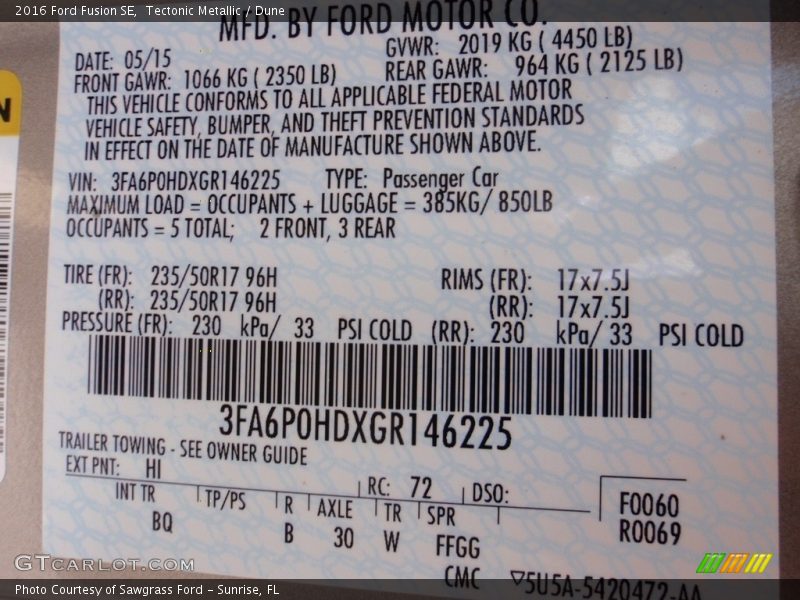 2016 Ford Fusion SE, Tectonic Metallic / Dune
MFD. BY FORD MOTOR CO.
DATE: 05/15 GVWR: 2019 KG ( 4450 LB)
FRONT GAWR: 1066 KG ( 2350 LB) REAR GAWR: 964 KG ( 2125 LB)
THIS VEHICLE CONFORMS TO ALL APPLICABLE FEDERAL MOTOR
VEHICLE SAFETY, BUMPER, AND THEFT PREVENTION STANDARDS
IN EFFECT ON THE DATE OF MANUFACTURE SHOWN ABOVE.
VIN: 3FA6P0HDXGR146225 TYPE: Passenger Car
MAXIMUM LOAD = OCCUPANTS + LUGGAGE = 385KG/ 850LB
OCCUPANTS = 5 TOTAL; 2 FRONT, 3 REAR
TIRE (FR): 235/50R17 96H RIMS (FR): 17x7.5J
(RR): 235/50R17 96H (RR): 17x7.5J
PRESSURE (FR): 230 kPa/ 33 PSI COLD (RR): 230 kPa/ 33 PSI COLD
3FA6P0HDXGR146225
TRAILER TOWING - SEE OWNER GUIDE
EXT PNT: HI RC: 72 DSO:
INT TR TP/PS R AXLE TR SPR
BQ B 30 W FFGG
F0060
R0069
CMC ▽5U5A-5420472-AA
N
GTCARLOT.COM
Photo Courtesy of Sawgrass Ford - Sunrise, FL